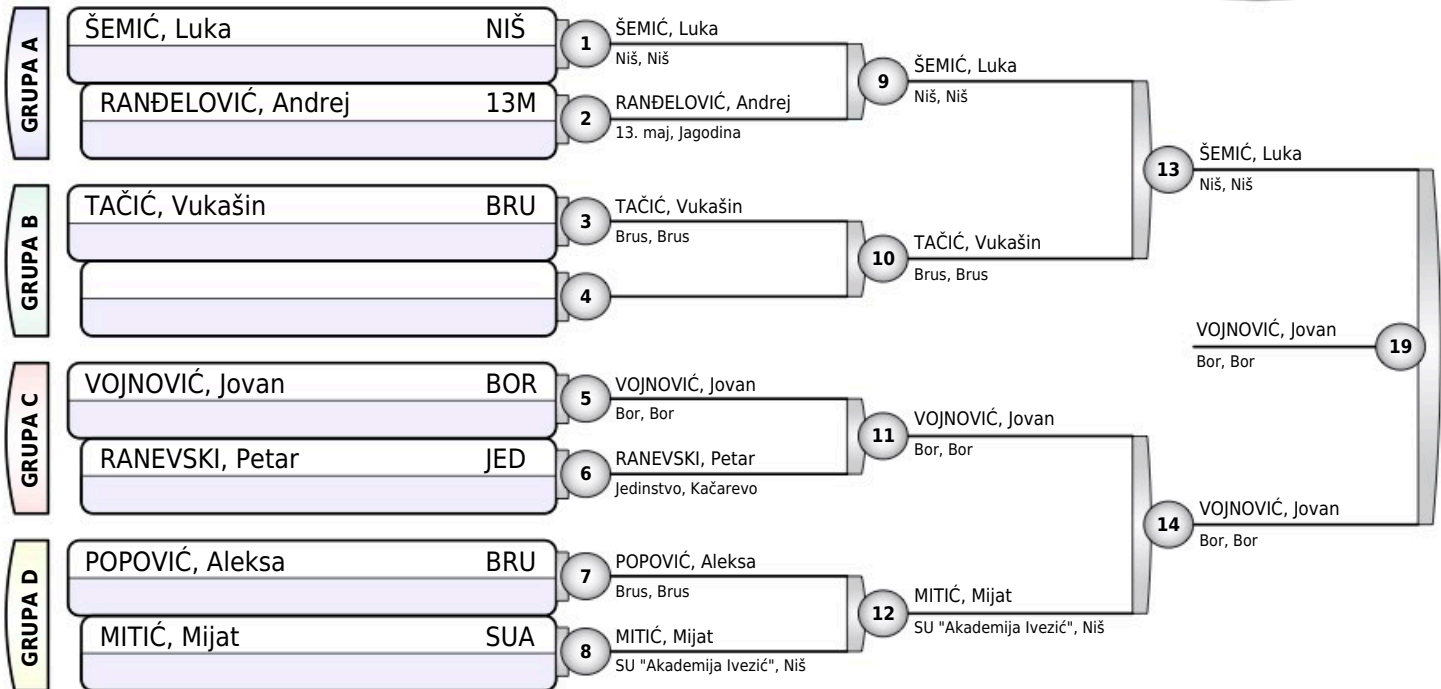 GRUPA A
ŠEMIĆ, Luka NIŠ
RANĐELOVIĆ, Andrej 13M
GRUPA B
TAČIĆ, Vukašin BRU
GRUPA C
VOJNOVIĆ, Jovan BOR
RANEVSKI, Petar JED
GRUPA D
POPOVIĆ, Aleksa BRU
MITIĆ, Mijat SUA
1
ŠEMIĆ, Luka
Niš, Niš
2
RANĐELOVIĆ, Andrej
13. maj, Jagodina
3
TAČIĆ, Vukašin
Brus, Brus
4
5
VOJNOVIĆ, Jovan
Bor, Bor
6
RANEVSKI, Petar
Jedinstvo, Kačarevo
7
POPOVIĆ, Aleksa
Brus, Brus
8
MITIĆ, Mijat
SU "Akademija Ivezić", Niš
9
ŠEMIĆ, Luka
Niš, Niš
10
TAČIĆ, Vukašin
Brus, Brus
11
VOJNOVIĆ, Jovan
Bor, Bor
12
MITIĆ, Mijat
SU "Akademija Ivezić", Niš
13
ŠEMIĆ, Luka
Niš, Niš
14
VOJNOVIĆ, Jovan
Bor, Bor
VOJNOVIĆ, Jovan
Bor, Bor
19